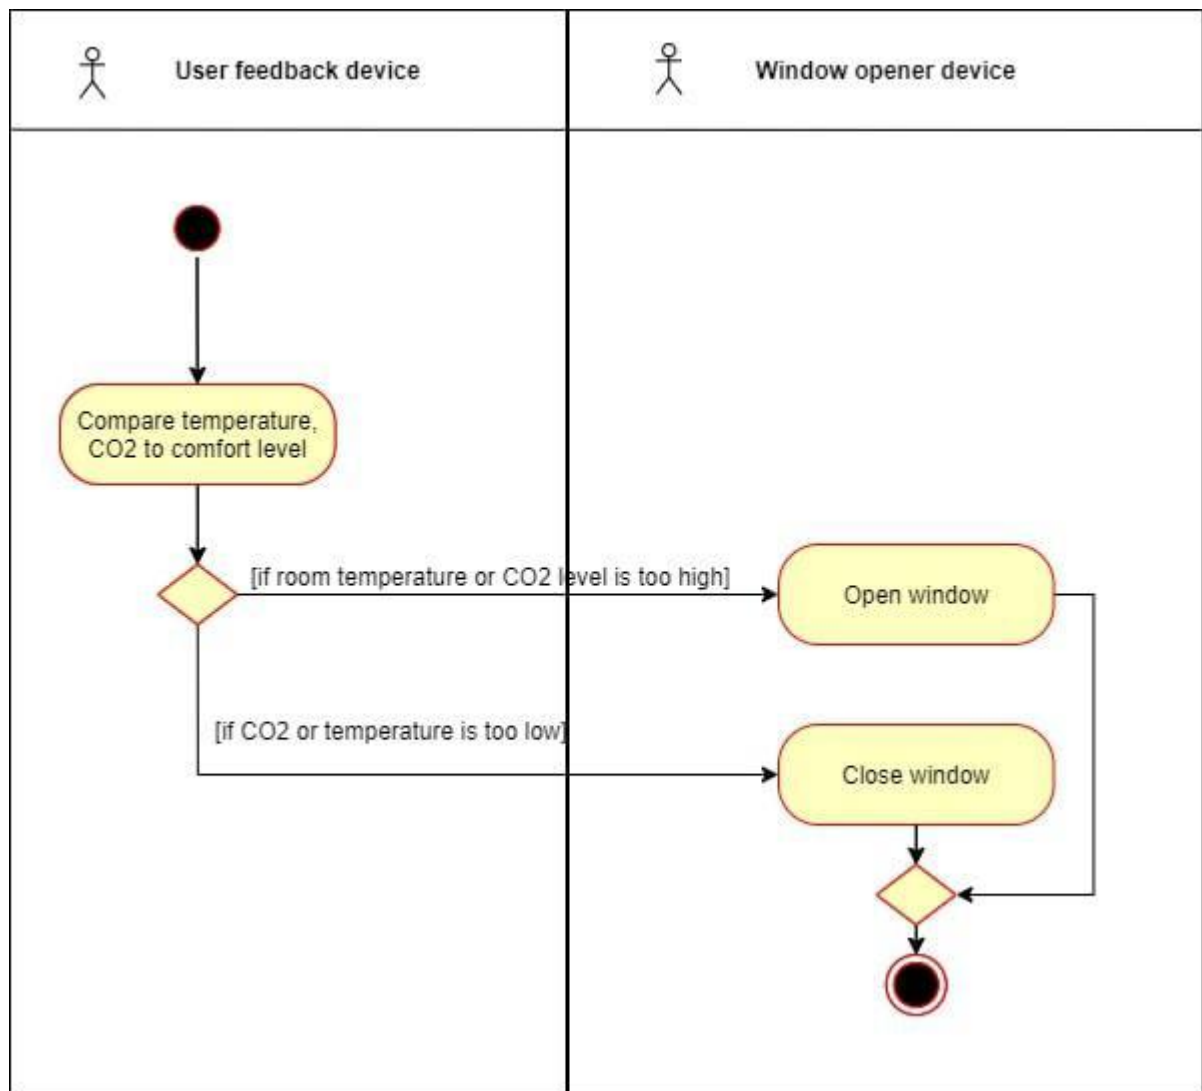 User feedback device
Window opener device
Compare temperature,
CO2 to comfort level
[if room temperature or CO2 level is too high]
Open window
[if CO2 or temperature is too low]
Close window